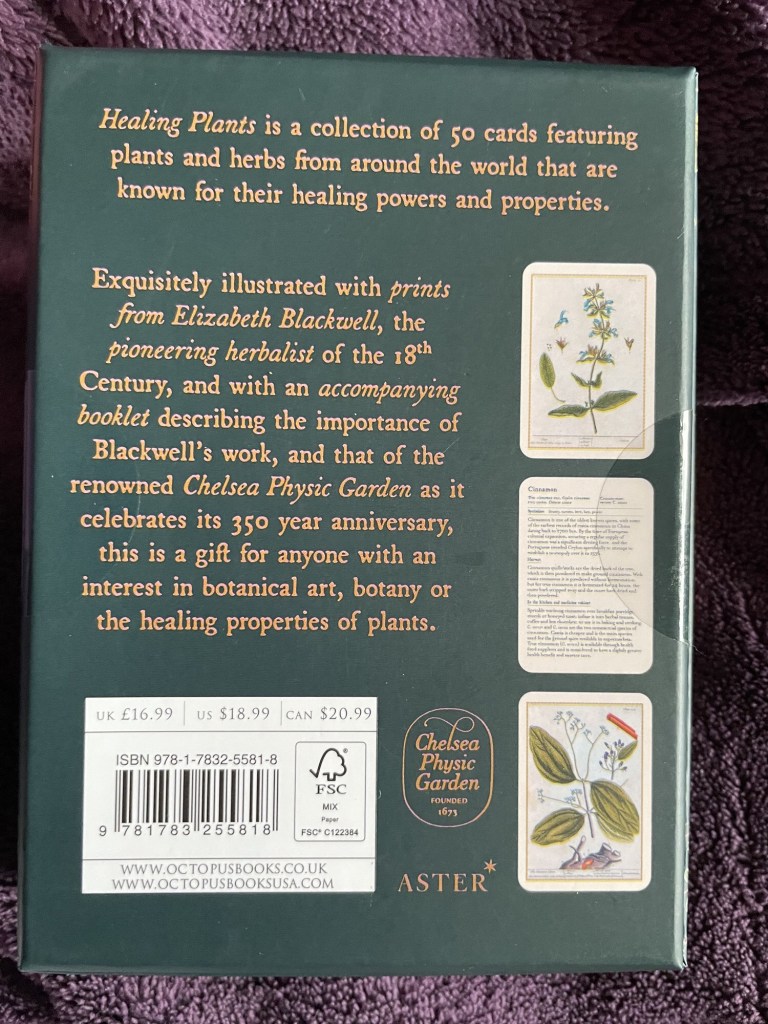 Healing Plants is a collection of 50 cards featuring
plants and herbs from around the world that are
known for their healing powers and properties.
Exquisitely illustrated with prints
from Elizabeth Blackwell, the
pioneering herbalist of the 18th
Century, and with an accompanying
booklet describing the importance of
Blackwell's work, and that of the
renowned Chelsea Physic Garden as it
celebrates its 350 year anniversary,
this is a gift for anyone with an
interest in botanical art, botany or
the healing properties of plants.
Cinnamon
UK £16.99 US $18.99 CAN $20.99
ISBN 978-1-7832-5581-8
9 781783 255818
FSC
MIX
Paper
FSC® C122384
WWW.OCTOPUSBOOKS.CO.UK
WWW.OCTOPUSBOOKSUSA.COM
Chelsea
Physic
Garden
FOUNDED
1673
ASTER*